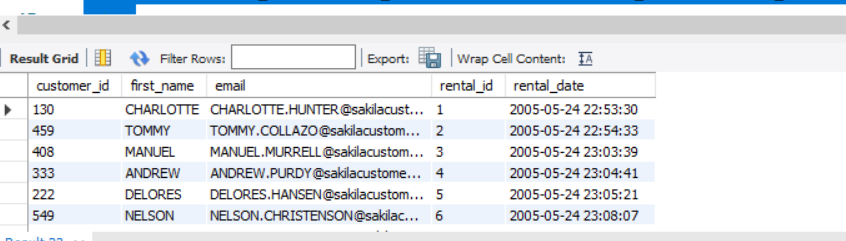 Result Grid Filter Rows: Export: Wrap Cell Content:
customer_id first_name email rental_id rental_date
130 CHARLOTTE CHARLOTTE.HUNTER@sakilacust... 1 2005-05-24 22:53:30
459 TOMMY TOMMY.COLLAZO@sakilacustom... 2 2005-05-24 22:54:33
408 MANUEL MANUEL.MURRELL@sakilacustom... 3 2005-05-24 23:03:39
333 ANDREW ANDREW.PURDY@sakilacustome... 4 2005-05-24 23:04:41
222 DELORES DELORES.HANSEN@sakilacustom... 5 2005-05-24 23:05:21
549 NELSON NELSON.CHRISTENSON@sakilac... 6 2005-05-24 23:08:07